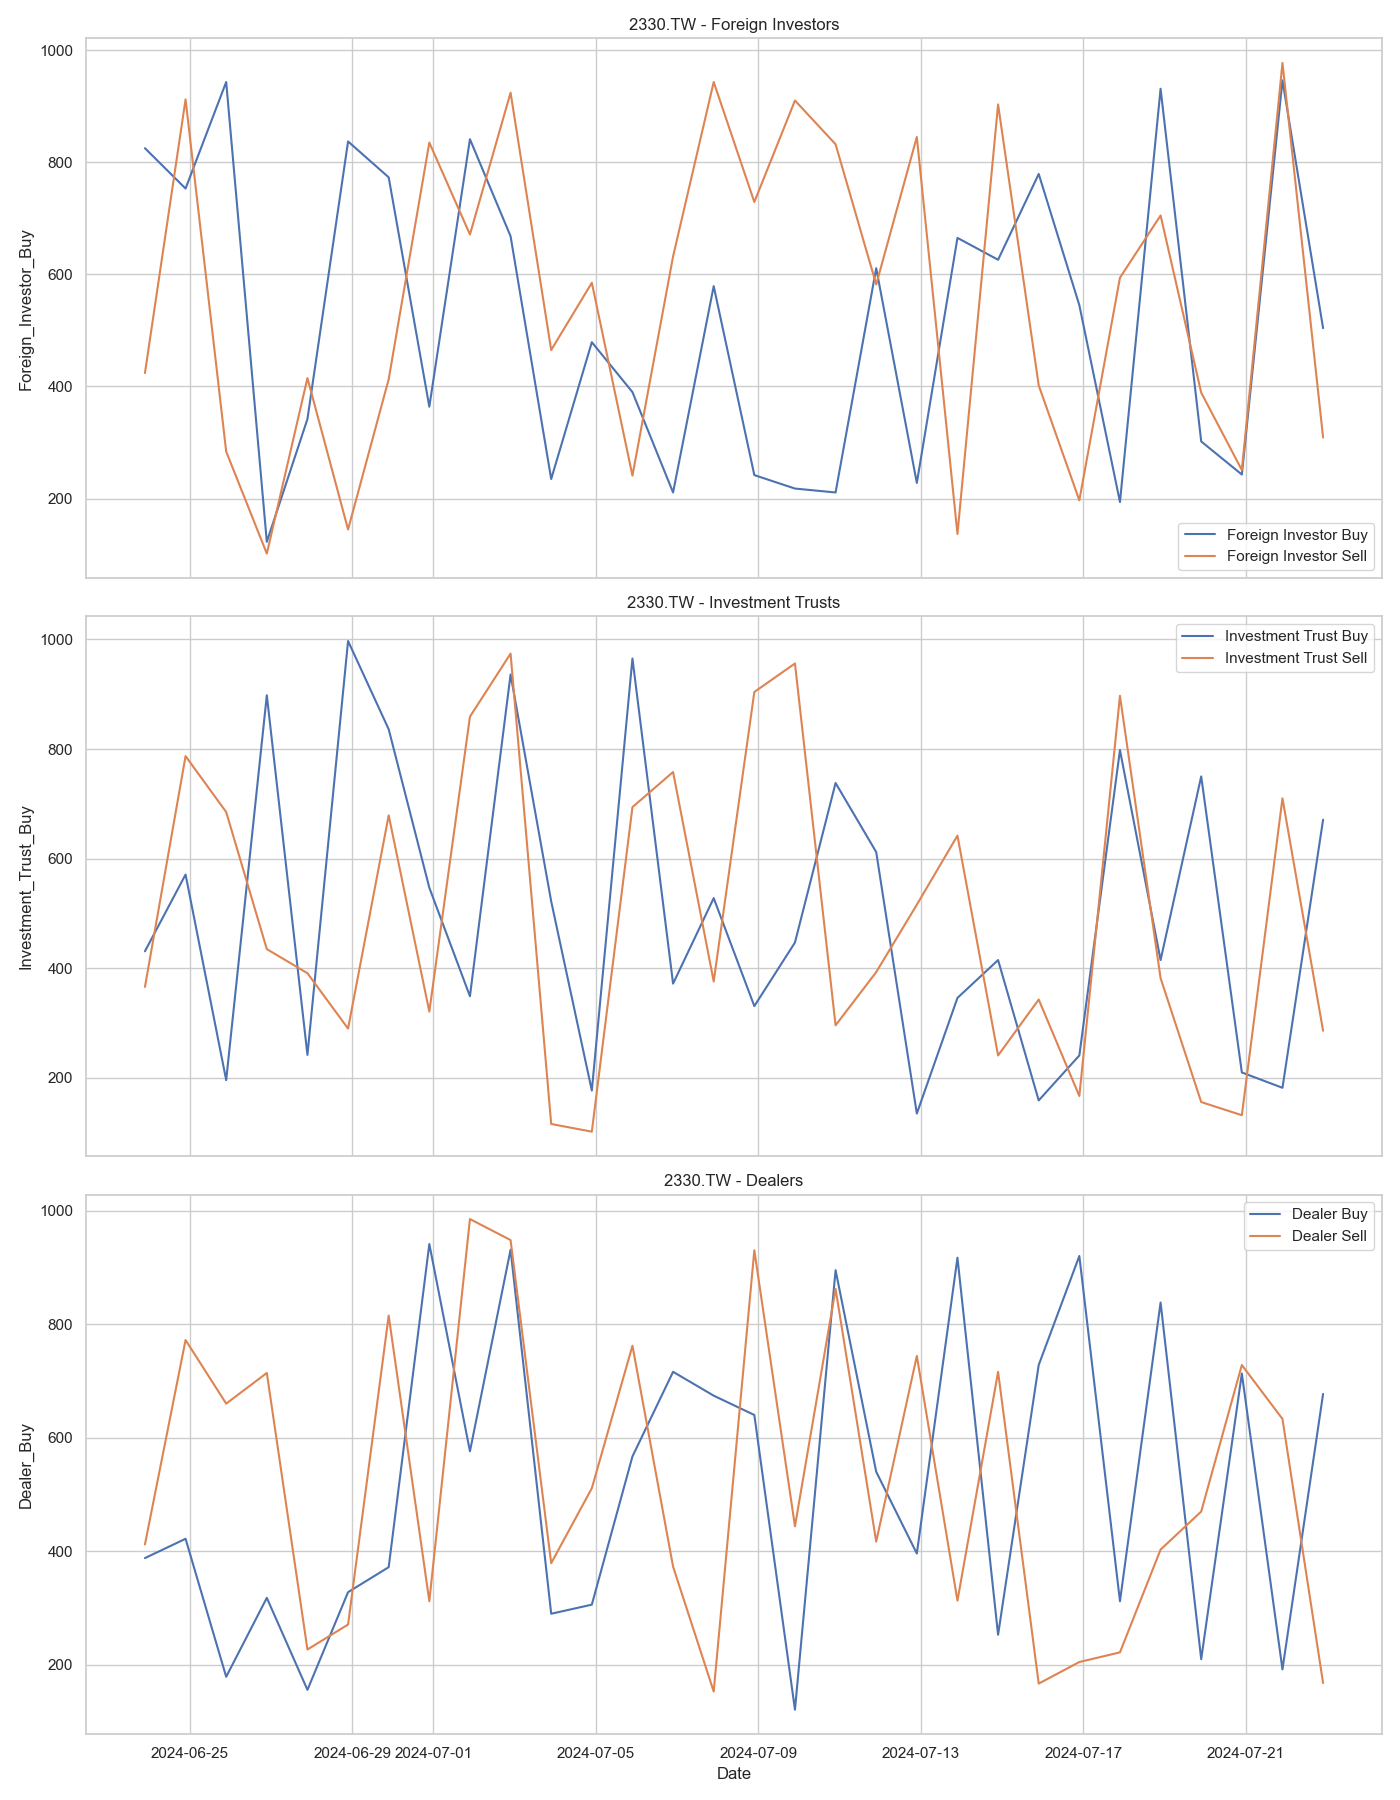 2330.TW - Foreign Investors
1000
800
600
400
200
Foreign_Investor_Buy
Foreign Investor Buy
Foreign Investor Sell
2330.TW - Investment Trusts
1000
800
600
400
200
Investment_Trust_Buy
Investment Trust Buy
Investment Trust Sell
2330.TW - Dealers
1000
800
600
400
200
Dealer_Buy
Dealer Buy
Dealer Sell
2024-06-25 2024-06-29 2024-07-01 2024-07-05 2024-07-09 2024-07-13 2024-07-17 2024-07-21
Date